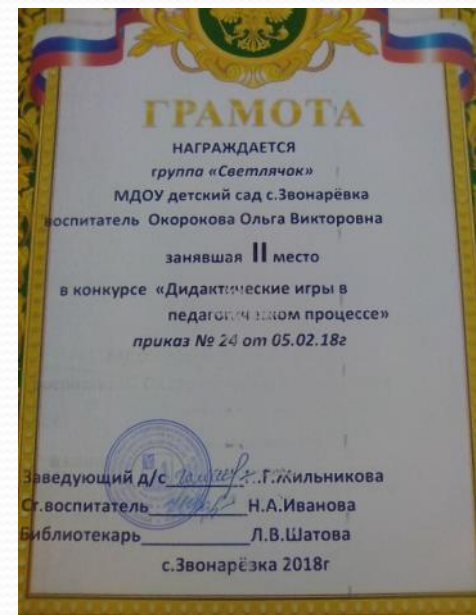 ГРАМОТА
НАГРАЖДАЕТСЯ
группа «Светлячок»
МДОУ детский сад с.Звонарёвка
воспитатель Окорокова Ольга Викторовна
занявшая II место
в конкурсе «Дидактические игры в
педагогическом процессе»
приказ № 24 от 05.02.18г
Заведующий д/с Г.Жильникова
Ст.воспитатель Н.А.Иванова
Библиотекарь Л.В.Шатова
с.Звонарёвка 2018г